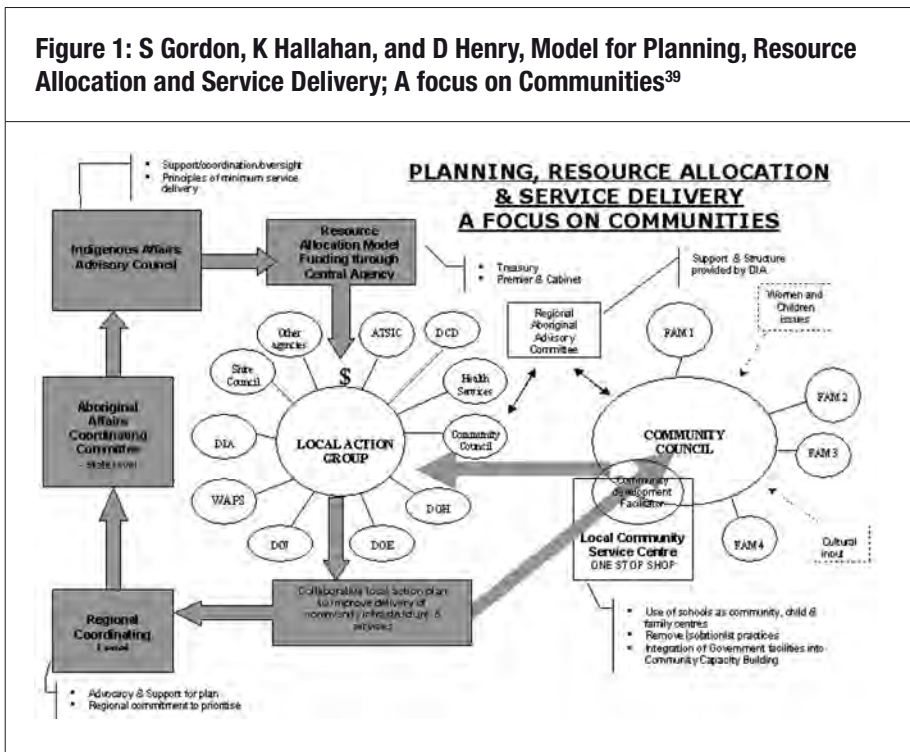 Figure 1: S Gordon, K Hallahan, and D Henry, Model for Planning, Resource
Allocation and Service Delivery; A focus on Communities³⁹
▪ Support/coordination/oversight
▪ Principles of minimum service
delivery
PLANNING, RESOURCE ALLOCATION
& SERVICE DELIVERY
A FOCUS ON COMMUNITIES
Indigenous Affairs
Advisory Council
Resource
Allocation Model
Funding through
Central Agency
▪ Treasury
▪ Premier & Cabinet
Support & Structure
provided by DIA
Women and
Children
issues
Regional
Aboriginal
Advisory
Committee
FAM 1
Other
agencies
ATSIC
DCD
Shire
Council
$
Health
Services
FAM 2
Aboriginal
Affairs
Coordinating
Committee
- State Level
DIA
LOCAL ACTION
GROUP
Community
Council
COMMUNITY
COUNCIL
FAM 3
WAPS
DOH
Community
development
Facilitator
DOJ
DOE
Local Community
Service Centre
ONE STOP SHOP
FAM 4
Cultural
input
Regional
Coordinating
Level
Collaborative local action plan
to improve delivery of
community infrastructure &
services
▪ Use of schools as community, child &
family centres
▪ Remove isolationist practices
▪ Integration of Government facilities into
Community Capacity Building
▪ Advocacy & Support for plan
▪ Regional commitment to prioritise